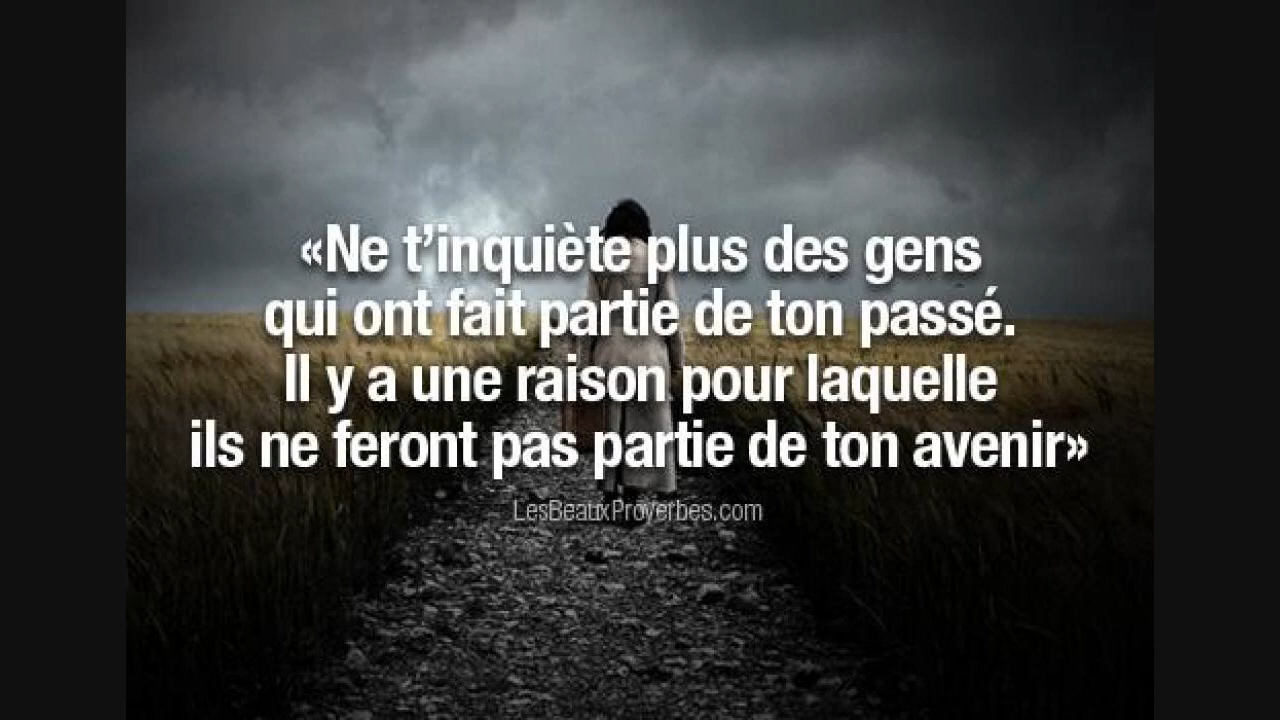 «Ne t’inquiète plus des gens
qui ont fait partie de ton passé.
Il y a une raison pour laquelle
ils ne feront pas partie de ton avenir»
LesBeauxProverbes.com